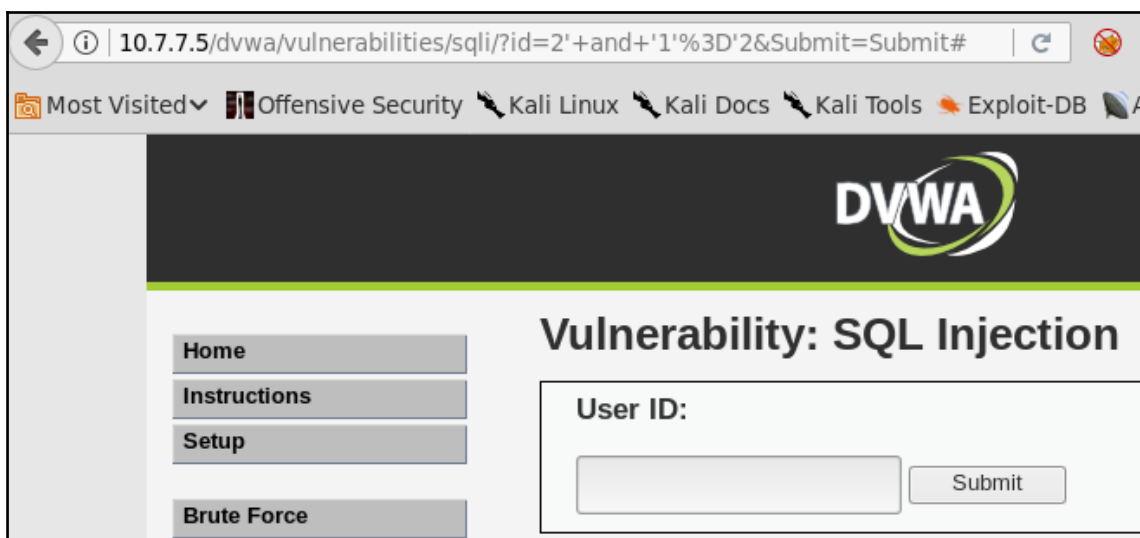 10.7.7.5/dvwa/vulnerabilities/sqli/?id=2'+and+'1'%3D'2&Submit=Submit#
Most Visited Offensive Security Kali Linux Kali Docs Kali Tools Exploit-DB A
DVWA
Vulnerability: SQL Injection
Home
Instructions
Setup
Brute Force
User ID:
Submit